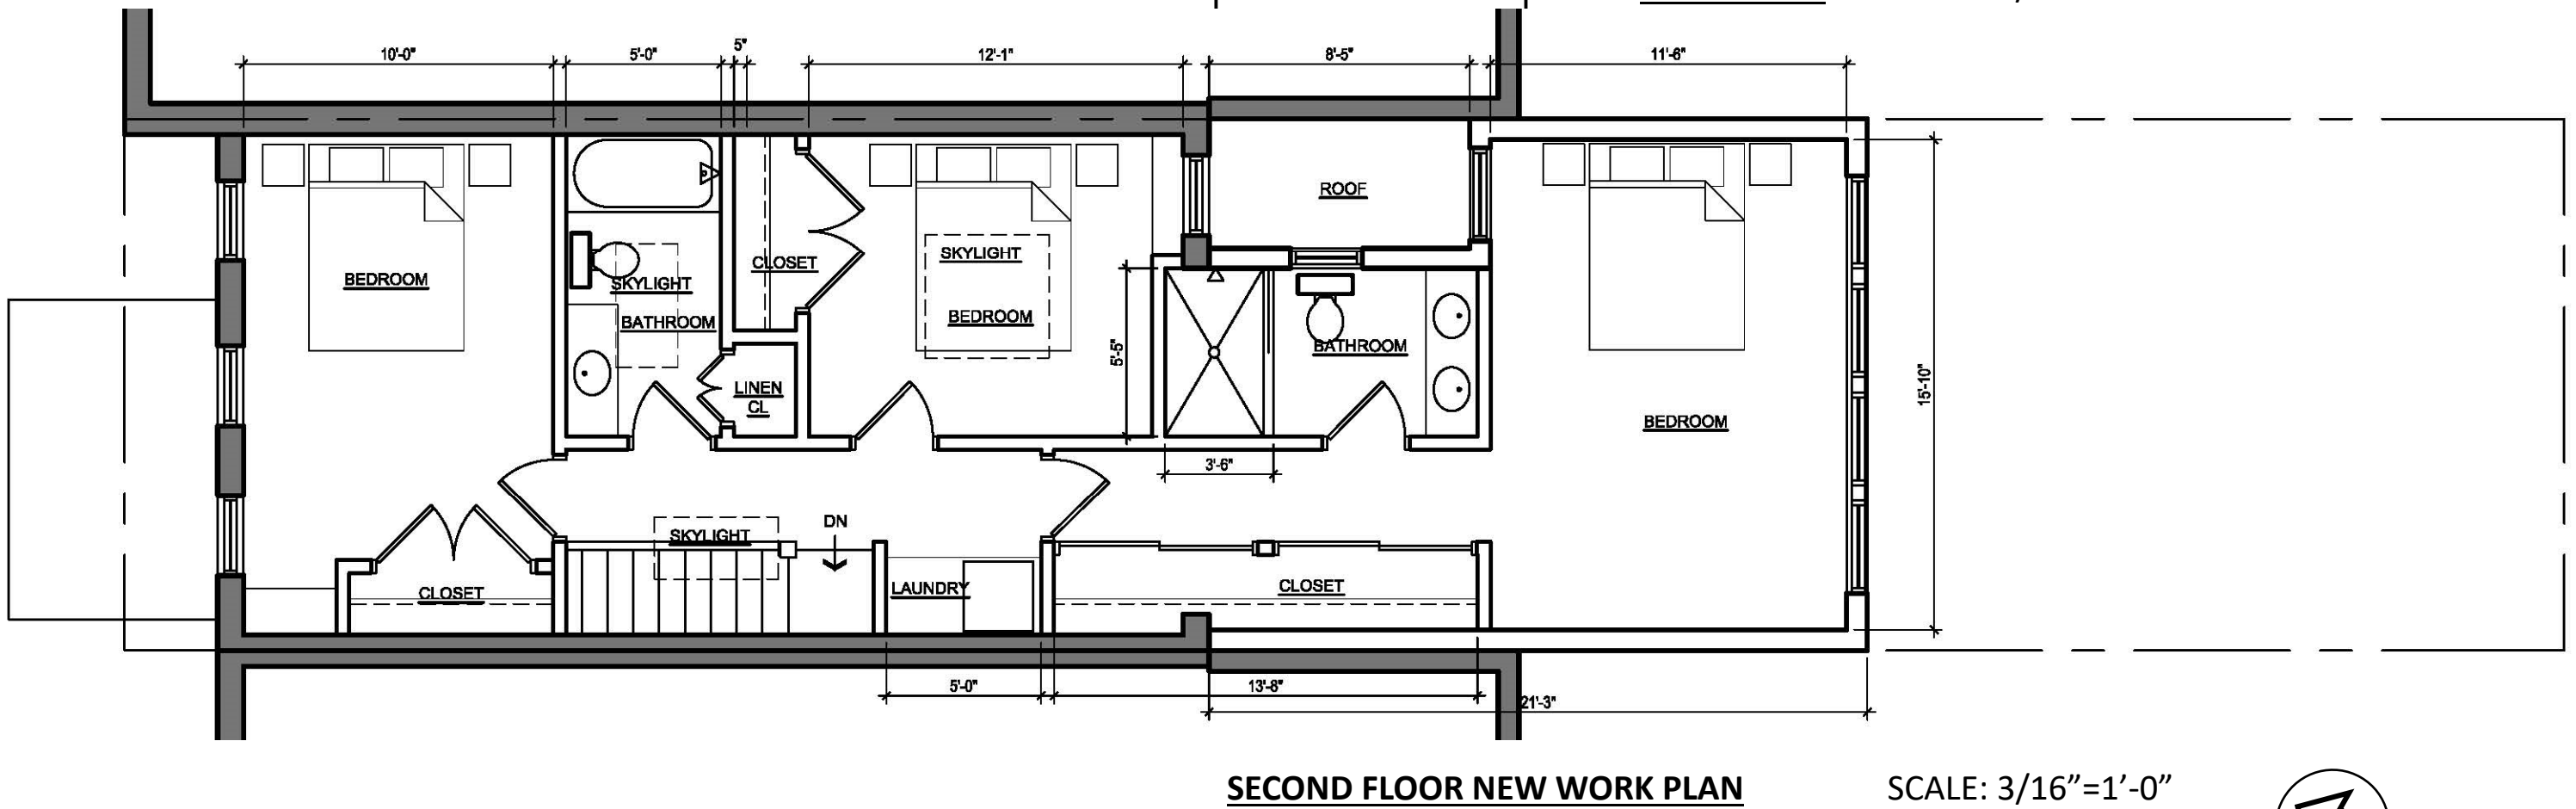 10'-0"
5'-0"
5"
12'-1"
8'-5"
11'-6"
ROOF
SKYLIGHT
CLOSET
BEDROOM
SKYLIGHT
BEDROOM
BATHROOM
BATHROOM
5'-5"
LINEN
CL
15'-10"
BEDROOM
3'-6"
DN
SKYLIGHT
CLOSET
LAUNDRY
CLOSET
5'-0"
13'-8"
21'-3"
SECOND FLOOR NEW WORK PLAN
SCALE: 3/16”=1’-0”